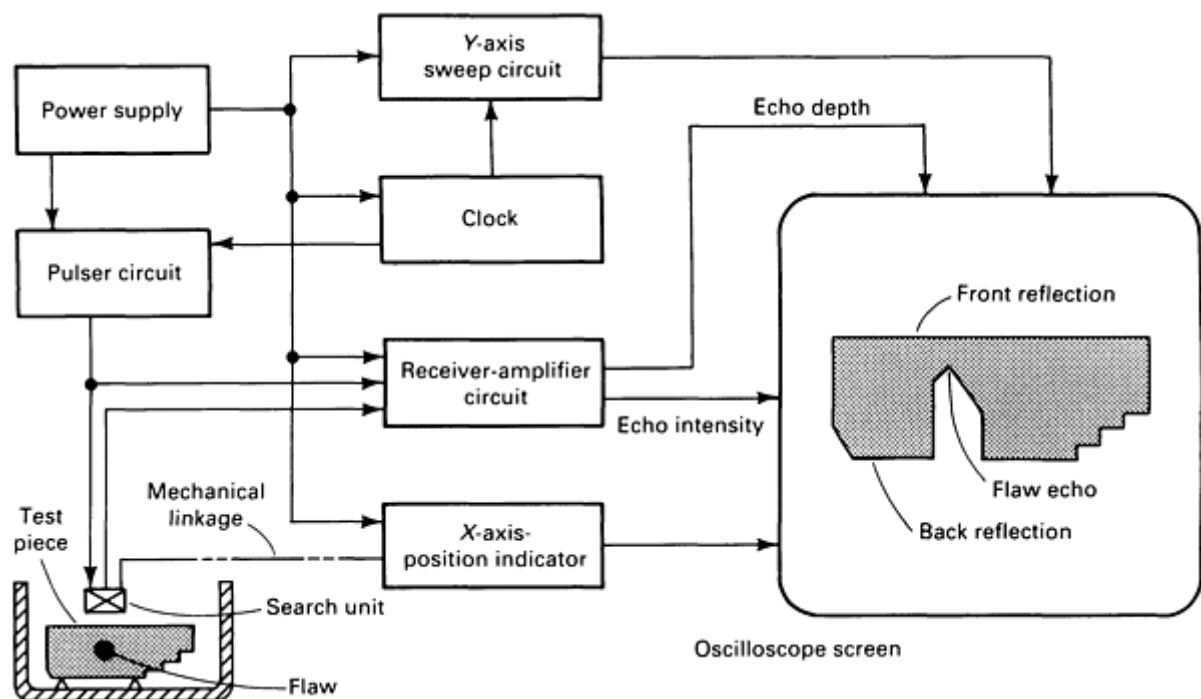 Y-axis
sweep circuit
Power supply
Echo depth
Clock
Pulser circuit
Front reflection
Receiver-amplifier
circuit
Echo intensity
Flaw echo
Back reflection
Mechanical
linkage
Test
piece
X-axis-
position indicator
Search unit
Oscilloscope screen
Flaw